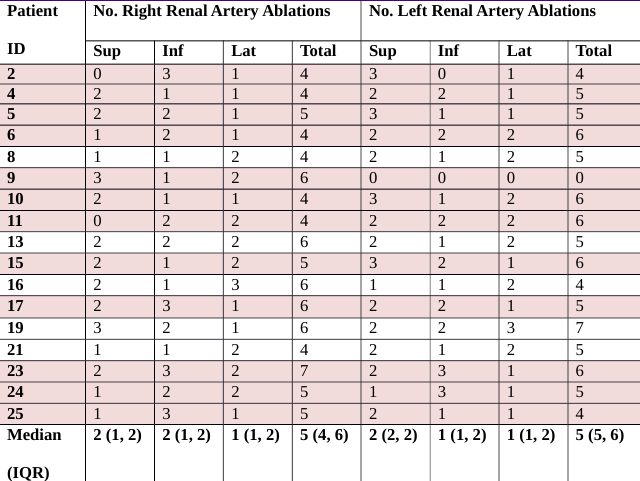 Patient ID No. Right Renal Artery Ablations No. Left Renal Artery Ablations
Sup Inf Lat Total Sup Inf Lat Total
2 0 3 1 4 3 0 1 4
4 2 1 1 4 2 2 1 5
5 2 2 1 5 3 1 1 5
6 1 2 1 4 2 2 2 6
8 1 1 2 4 2 1 2 5
9 3 1 2 6 0 0 0 0
10 2 1 1 4 3 1 2 6
11 0 2 2 4 2 2 2 6
13 2 2 2 6 2 1 2 5
15 2 1 2 5 3 2 1 6
16 2 1 3 6 1 1 2 4
17 2 3 1 6 2 2 1 5
19 3 2 1 6 2 2 3 7
21 1 1 2 4 2 1 2 5
23 2 3 2 7 2 3 1 6
24 1 2 2 5 1 3 1 5
25 1 3 1 5 2 1 1 4
Median (IQR) 2 (1, 2) 2 (1, 2) 1 (1, 2) 5 (4, 6) 2 (2, 2) 1 (1, 2) 1 (1, 2) 5 (5, 6)